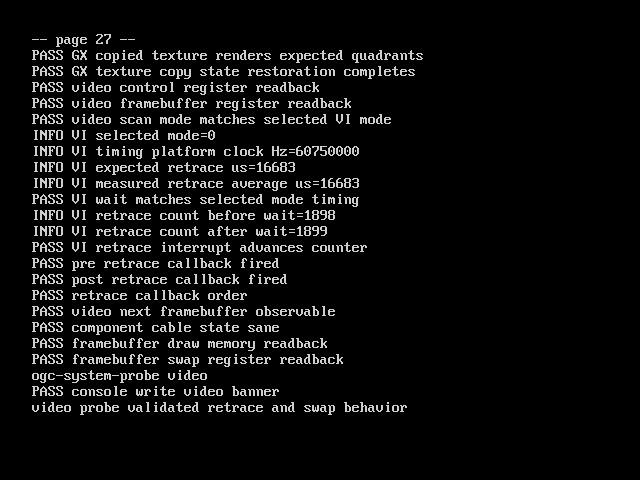 -- page 27 --
PASS GX copied texture renders expected quadrants
PASS GX texture copy state restoration completes
PASS video control register readback
PASS video framebuffer register readback
PASS video scan mode matches selected VI mode
INFO VI selected mode=0
INFO VI timing platform clock Hz=60750000
INFO VI expected retrace us=16683
INFO VI measured retrace average us=16683
PASS VI wait matches selected mode timing
INFO VI retrace count before wait=1898
INFO VI retrace count after wait=1899
PASS VI retrace interrupt advances counter
PASS pre retrace callback fired
PASS post retrace callback fired
PASS retrace callback order
PASS video next framebuffer observable
PASS component cable state sane
PASS framebuffer draw memory readback
PASS framebuffer swap register readback
ogc-system-probe video
PASS console write video banner
video probe validated retrace and swap behavior